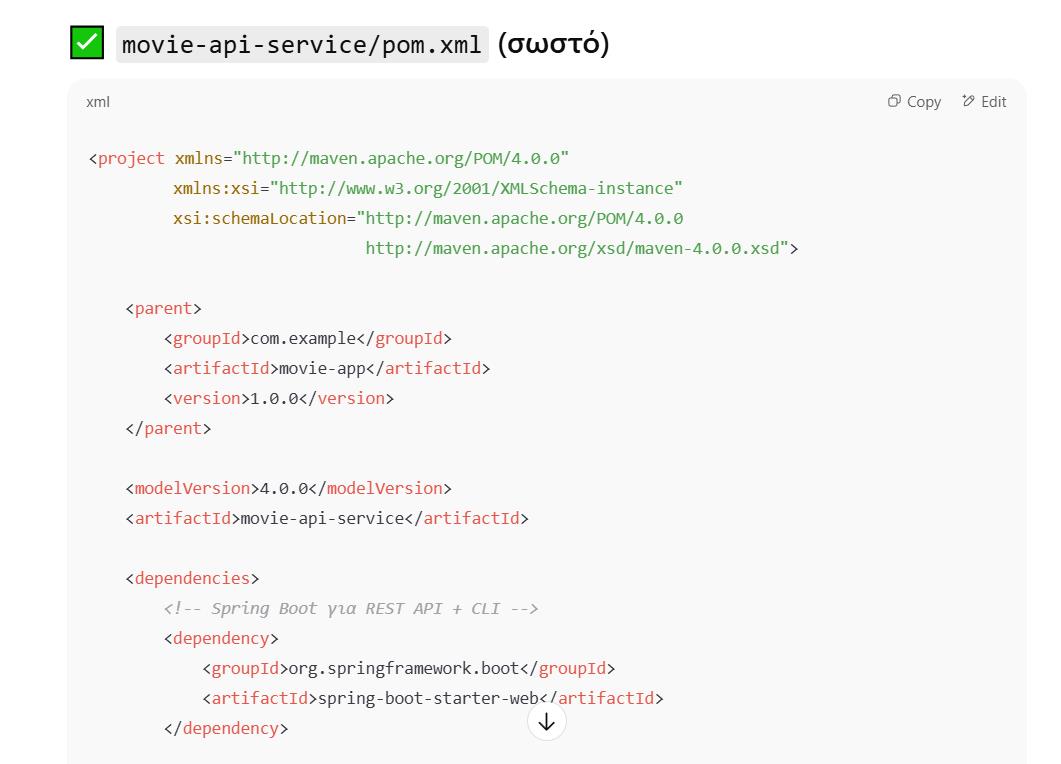 movie-api-service/pom.xml (σωστό)
xml
Copy
Edit
<project xmlns="http://maven.apache.org/POM/4.0.0"
xmlns:xsi="http://www.w3.org/2001/XMLSchema-instance"
xsi:schemaLocation="http://maven.apache.org/POM/4.0.0
http://maven.apache.org/xsd/maven-4.0.0.xsd">
<parent>
<groupId>com.example</groupId>
<artifactId>movie-app</artifactId>
<version>1.0.0</version>
</parent>
<modelVersion>4.0.0</modelVersion>
<artifactId>movie-api-service</artifactId>
<dependencies>
<!-- Spring Boot για REST API + CLI -->
<dependency>
<groupId>org.springframework.boot</groupId>
<artifactId>spring-boot-starter-web</artifactId>
</dependency>